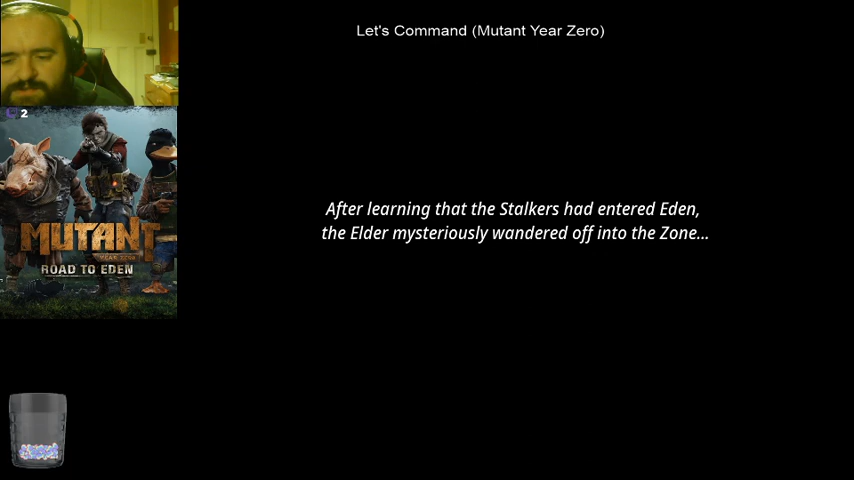 Let's Command (Mutant Year Zero)
2
After learning that the Stalkers had entered Eden,
the Elder mysteriously wandered off into the Zone...
MUTANT
YEAR ZERO
ROAD TO EDEN